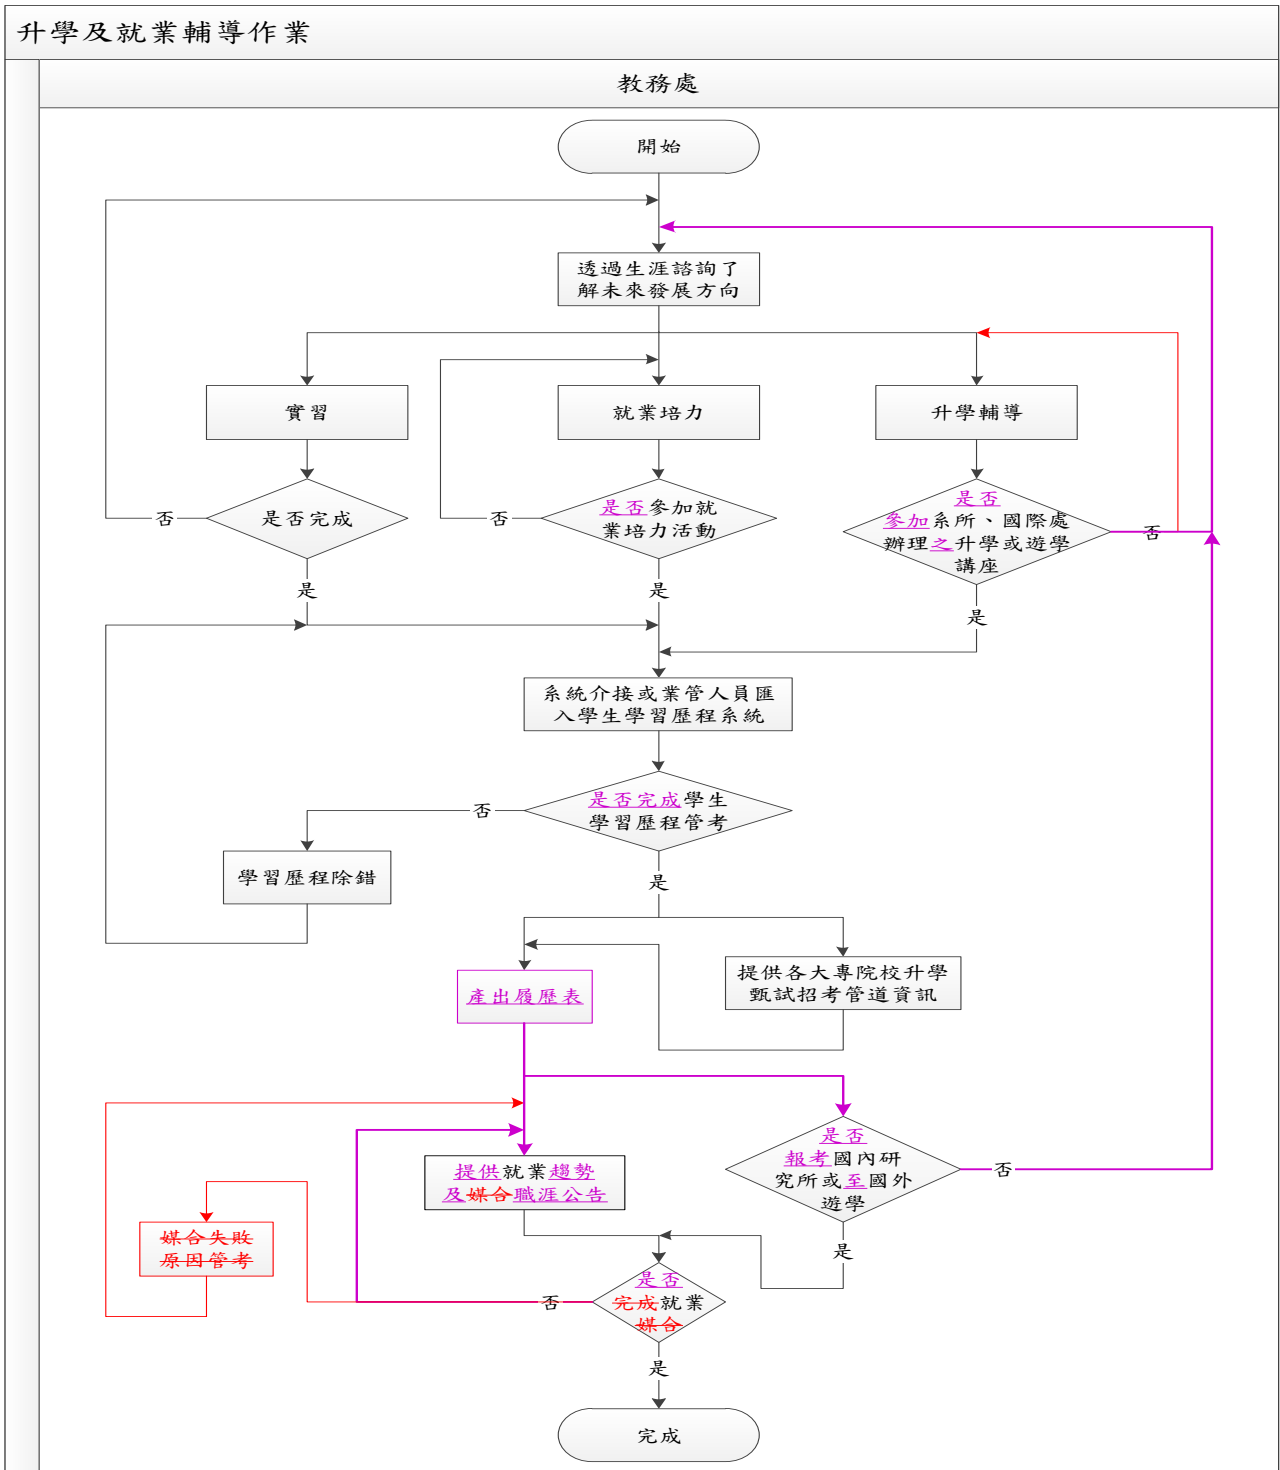 升學及就業輔導作業
教務處
開始
透過生涯諮詢了
解未來發展方向
實習
就業培力
升學輔導
是否完成
否
是否參加就
業培力活動
否
是否
參加系所、國際處
辦理之升學或遊學
講座
否
是
是
是
系統介接或業管人員匯
入學生學習歷程系統
是否完成學生
學習歷程管考
否
學習歷程除錯
是
產出履歷表
提供各大專院校升學
甄試招考管道資訊
提供就業趨勢
及媒合職涯公告
是否
報考國內研
究所或至國外
遊學
否
是
媒合失敗
原因管考
是否
完成就業
媒合
否
是
完成